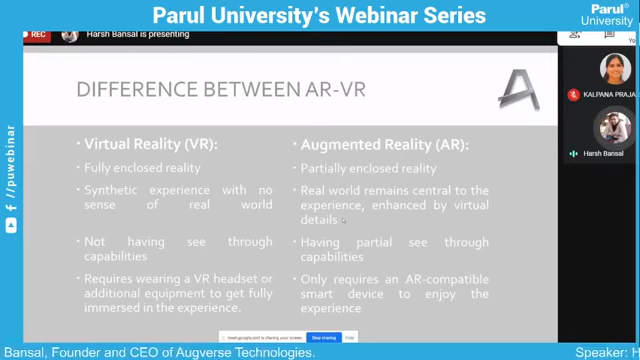 Parul University's Webinar Series
Parul®
University
REC
Harsh Bansal is presenting
Yo
DIFFERENCE BETWEEN AR-VR
Virtual Reality (VR):
Fully enclosed reality
Synthetic experience with no
sense of real world
Not having see through
capabilities
Requires wearing a VR headset or
additional equipment to get fully
immersed in the experience.
Augmented Reality (AR):
Partially enclosed reality
Real world remains central to the
experience, enhanced by virtual
details
Having partial see through
capabilities
Only requires an AR-compatible
smart device to enjoy the
experience
KALPANA PRAJA
Harsh Bansal
//puwebinar
meet.google.com is sharing your screen.
Stop sharing
Hide
Bansal, Founder and CEO of Augverse Technologies.
Speaker: H